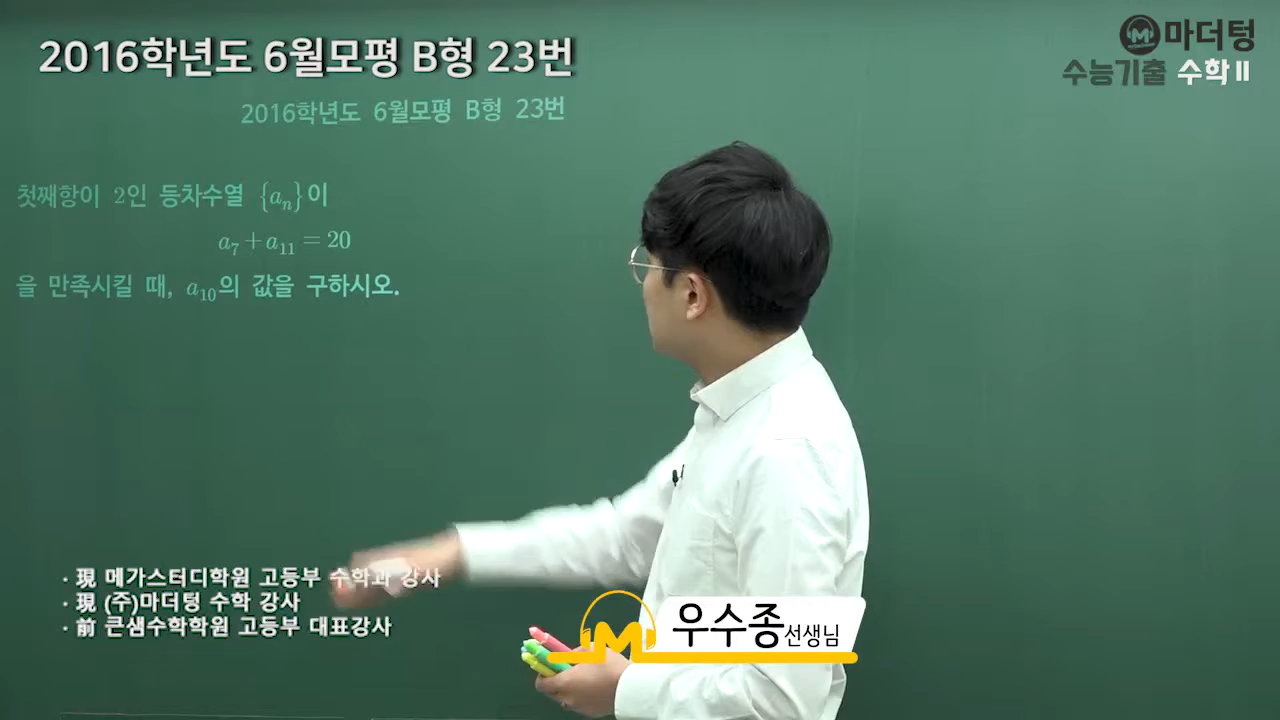 2016학년도 6월모평 B형 23번
마더텅
수능기출 수학 II
2016학년도 6월모평 B형 23번
첫째항이 2인 등차수열 {aₙ}이
a₇+a₁₁=20
을 만족시킬 때, a₁₀의 값을 구하시오.
· 現 메가스터디학원 고등부 수학과 강사
· 現 (주)마더텅 수학 강사
· 前 큰샘수학학원 고등부 대표강사
M 우수종선생님